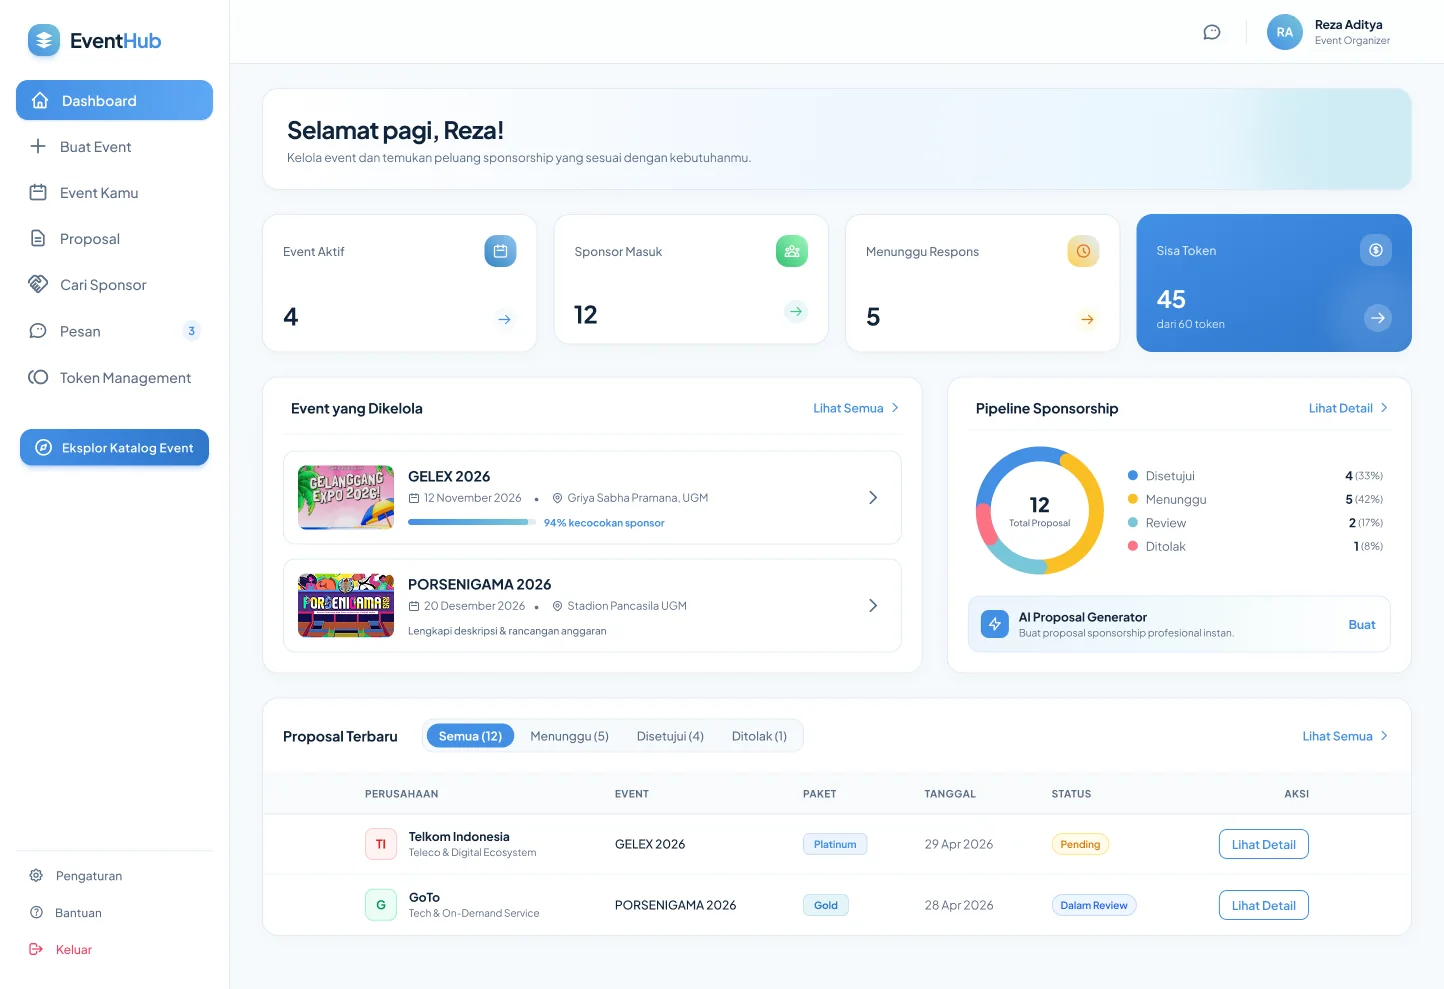 EventHub
Dashboard
Buat Event
Event Kamu
Proposal
Cari Sponsor
Pesan 3
Token Management
Eksplor Katalog Event
Pengaturan
Bantuan
Keluar
RA
Reza Aditya
Event Organizer
Selamat pagi, Reza!
Kelola event dan temukan peluang sponsorship yang sesuai dengan kebutuhanmu.
Event Aktif
4
Sponsor Masuk
12
Menunggu Respons
5
Sisa Token
45
dari 60 token
Event yang Dikelola
Lihat Semua
GELANGGANG
EXPO 2026!
GELEX 2026
12 November 2026 • Griya Sabha Pramana, UGM
94% kecocokan sponsor
PORSENIGAMA
PORSENIGAMA 2026
20 Desember 2026 • Stadion Pancasila UGM
Lengkapi deskripsi & rancangan anggaran
Pipeline Sponsorship
Lihat Detail
12
Total Proposal
Disetujui 4 (33%)
Menunggu 5 (42%)
Review 2 (17%)
Ditolak 1 (8%)
AI Proposal Generator
Buat proposal sponsorship profesional instan.
Buat
Proposal Terbaru
Semua (12) Menunggu (5) Disetujui (4) Ditolak (1)
Lihat Semua
PERUSAHAAN EVENT PAKET TANGGAL STATUS AKSI
TI
Telkom Indonesia
Teleco & Digital Ecosystem
GELEX 2026 Platinum 29 Apr 2026 Pending Lihat Detail
G
GoTo
Tech & On-Demand Service
PORSENIGAMA 2026 Gold 28 Apr 2026 Dalam Review Lihat Detail